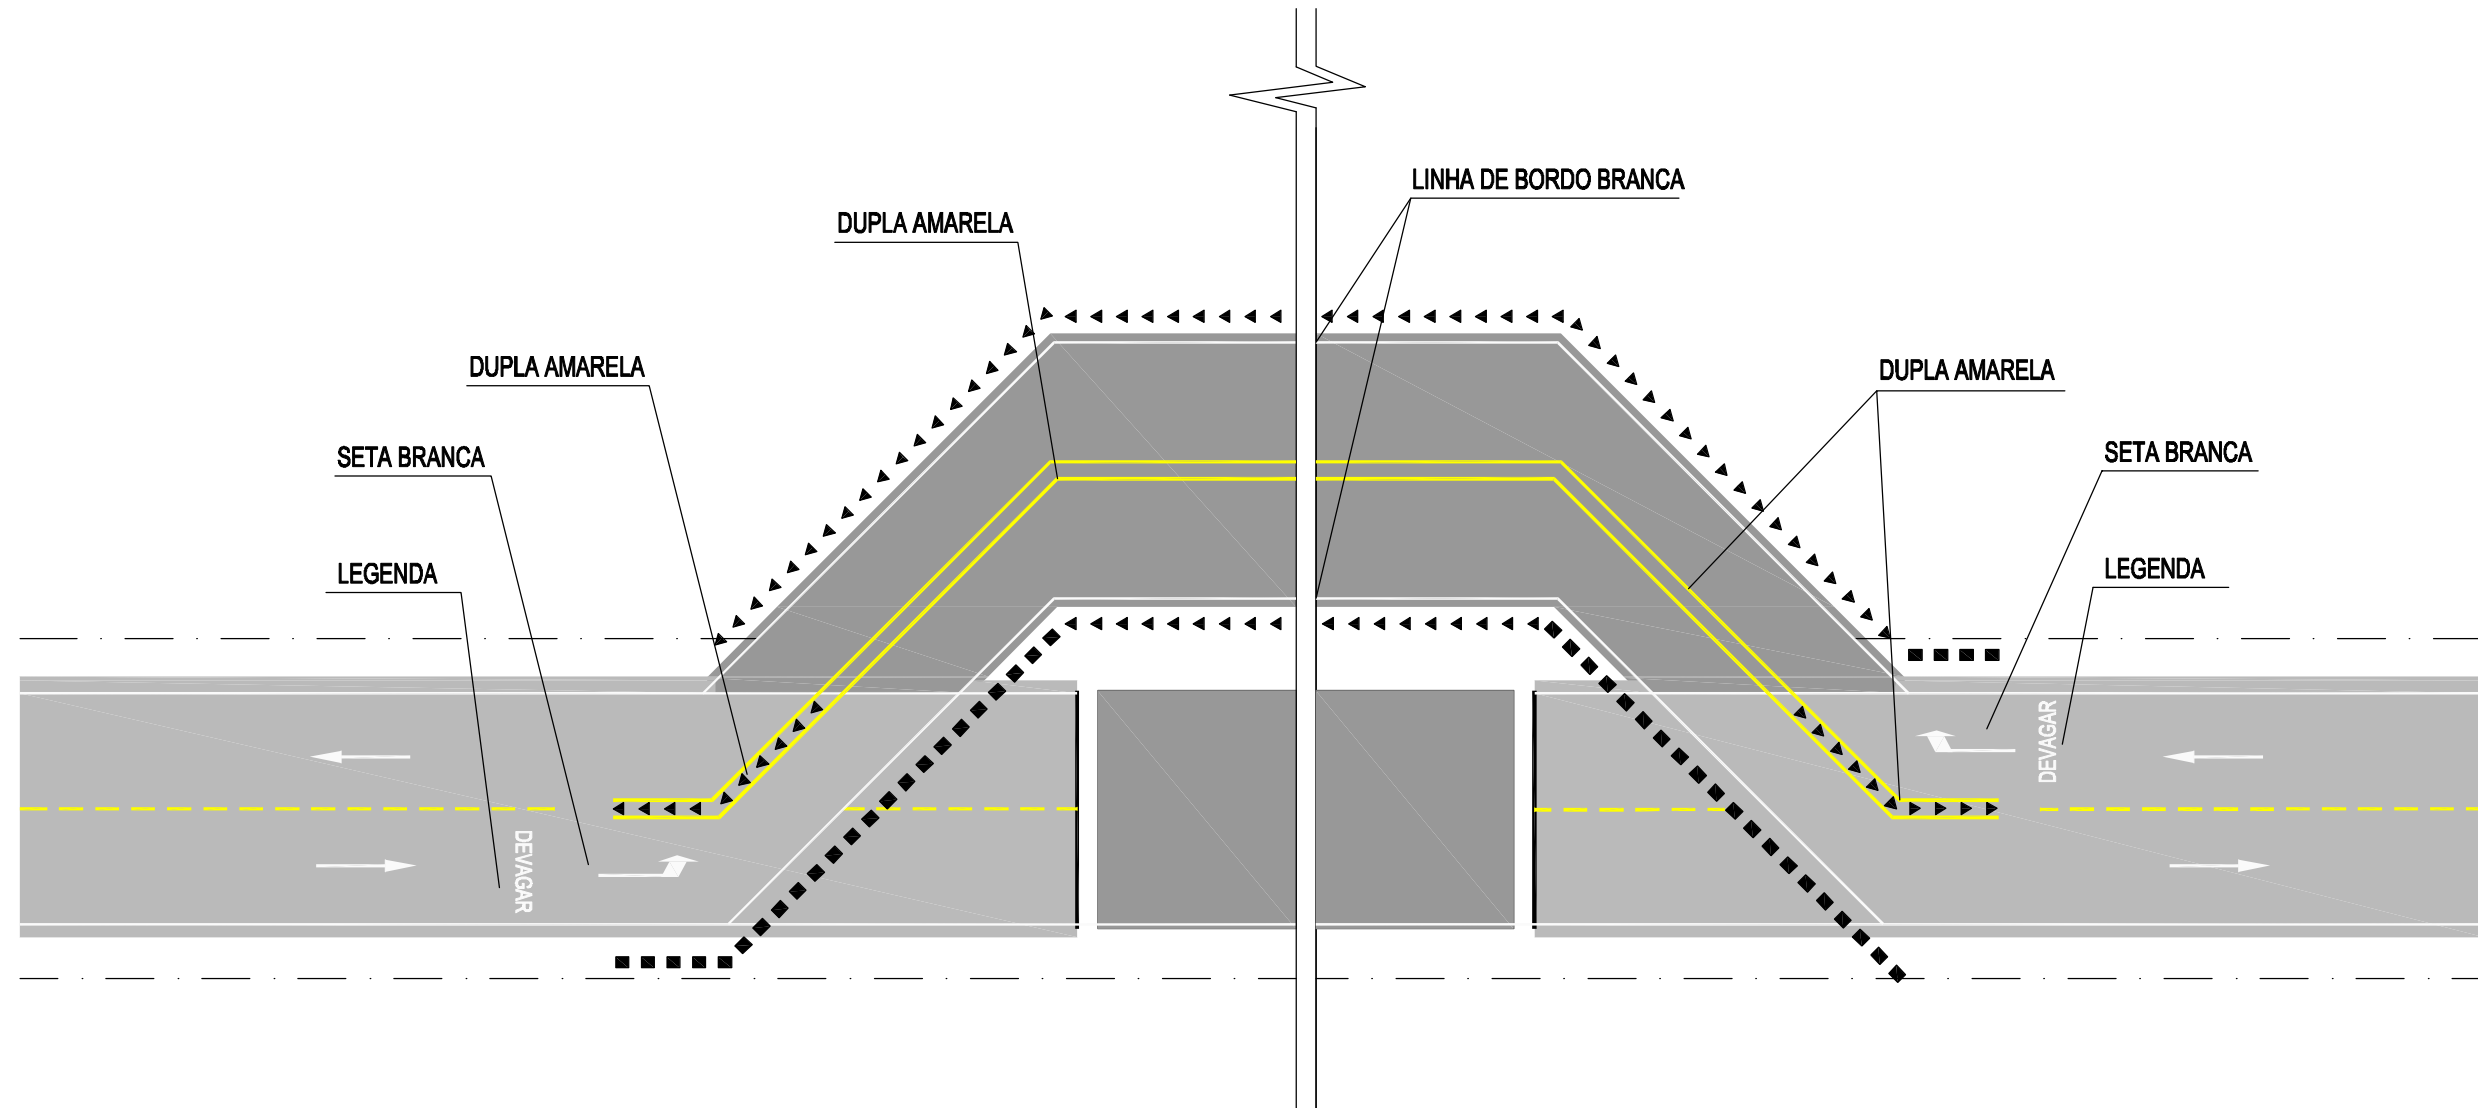 LINHA DE BORDO BRANCA
DUPLA AMARELA
DUPLA AMARELA
DUPLA AMARELA
SETA BRANCA
SETA BRANCA
LEGENDA
LEGENDA
DEVAGAR
DEVAGAR